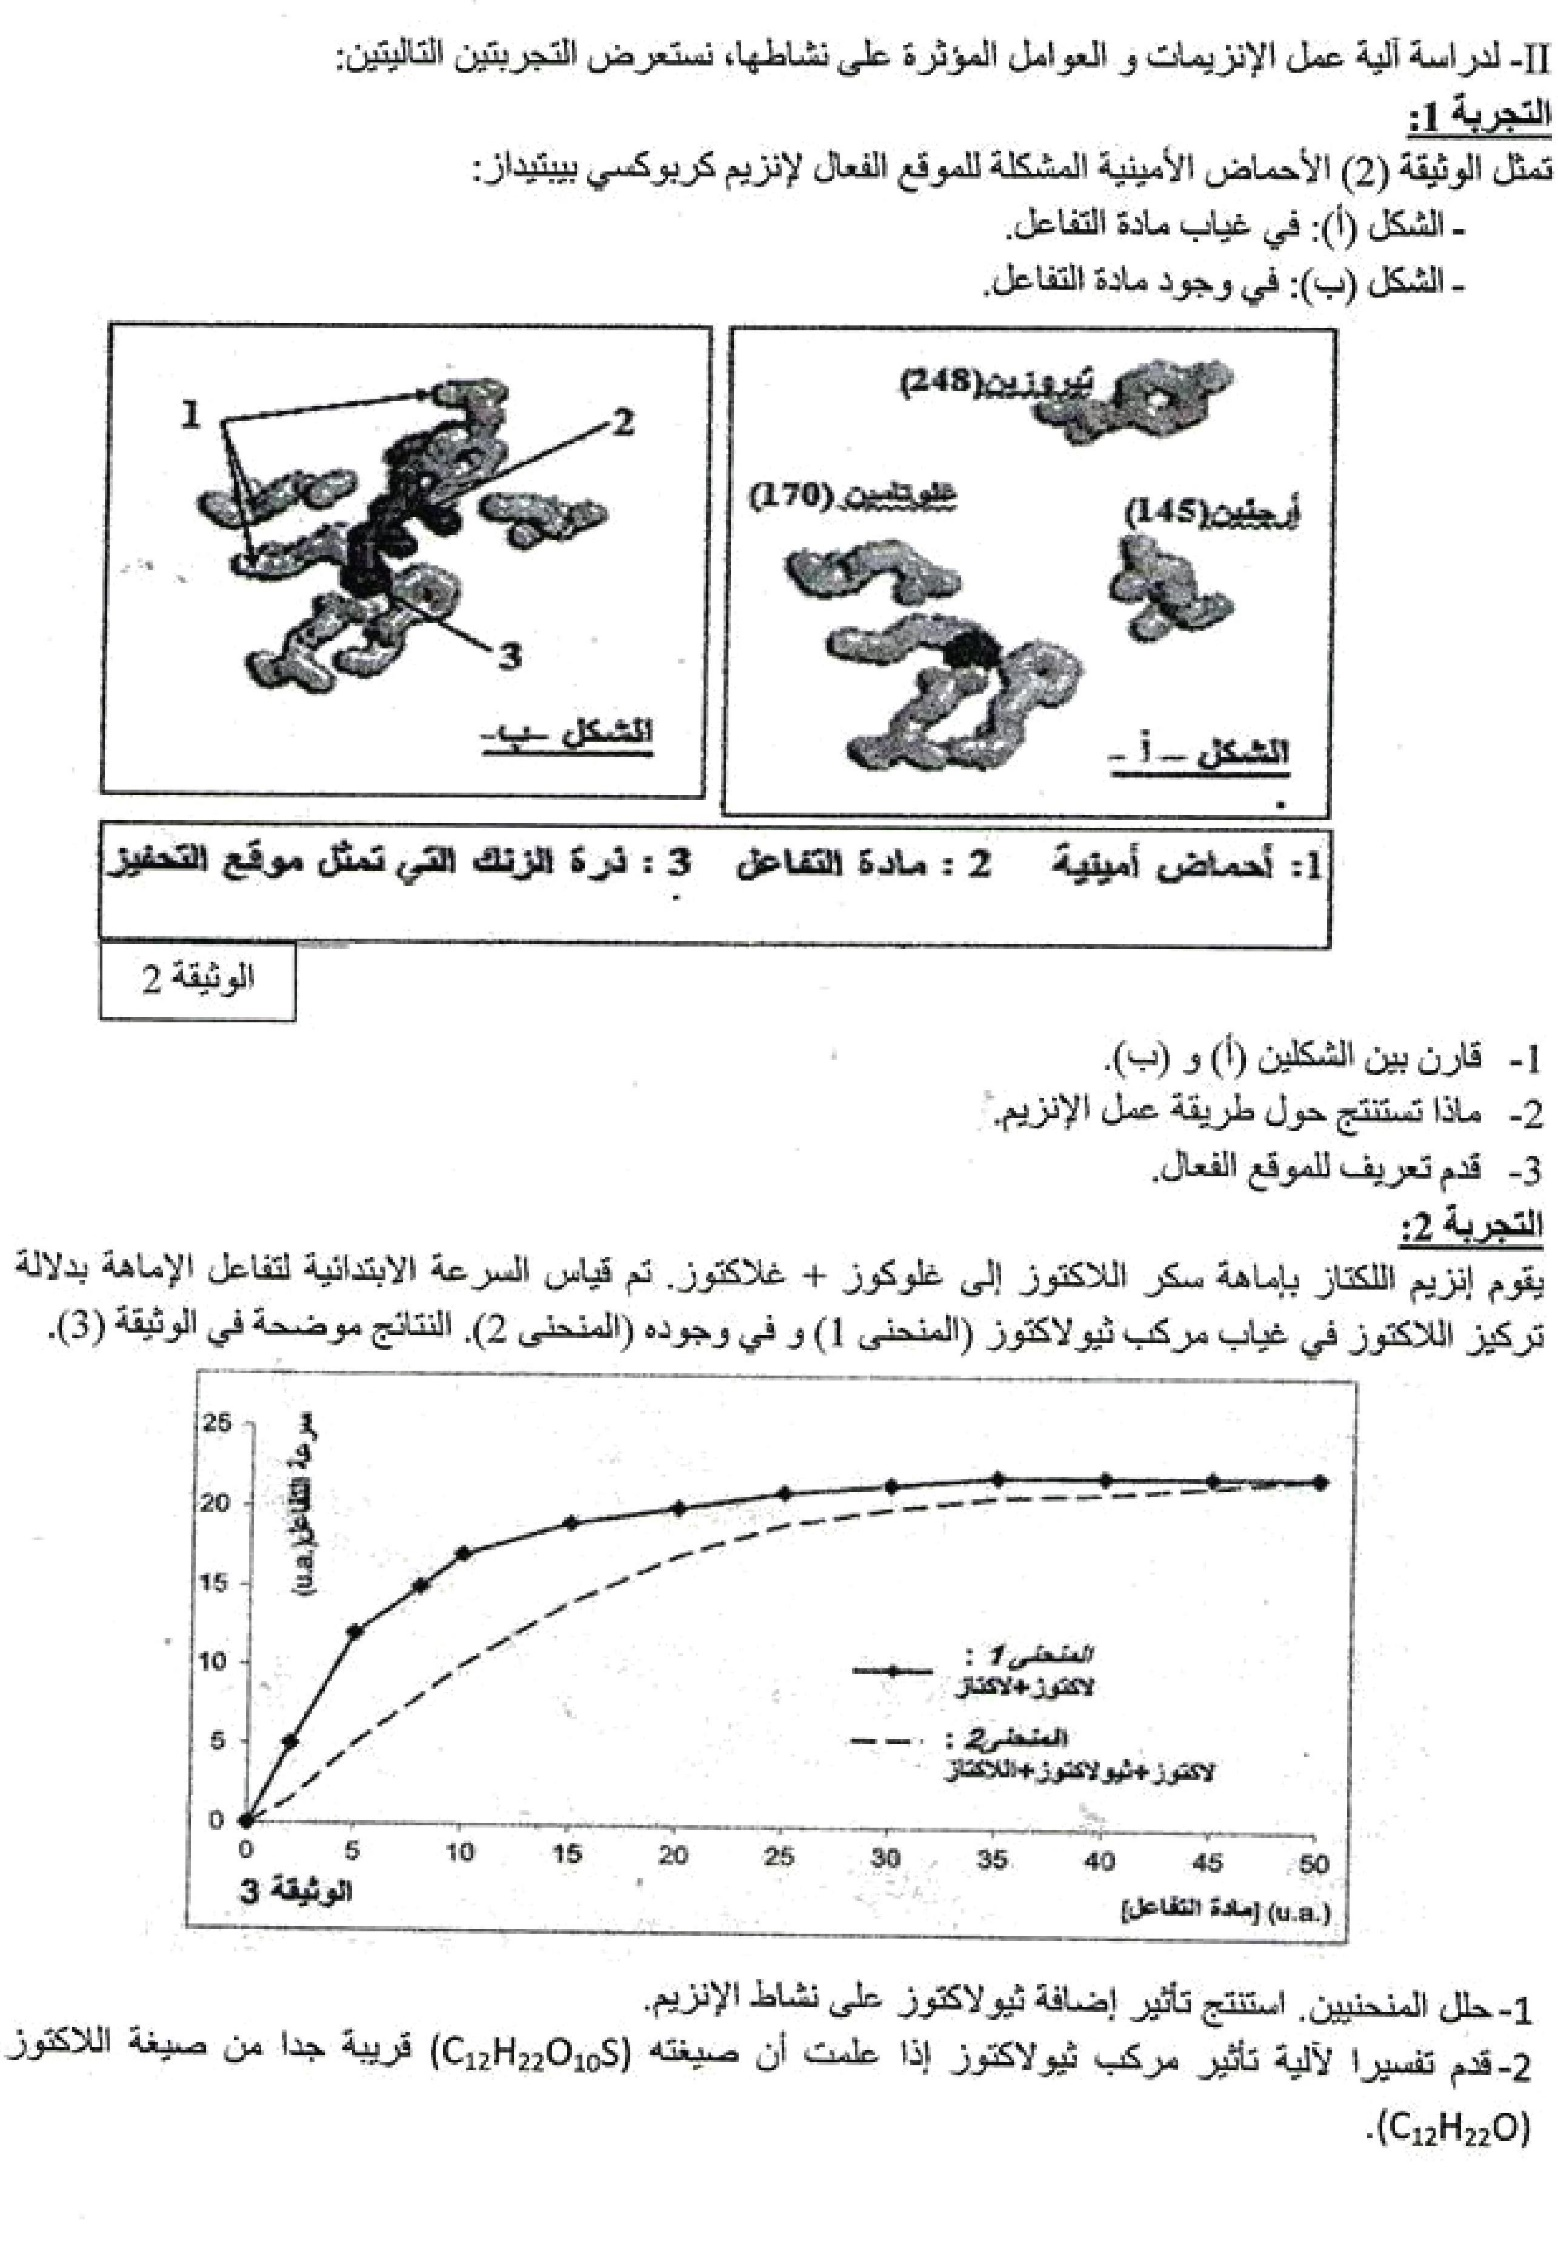 II- لدراسة آلية عمل الإنزيمات و العوامل المؤثرة على نشاطها، نستعرض التجربتين التاليتين:
التجربة 1:
تمثل الوثيقة (2) الأحماض الأمينية المشكلة للموقع الفعال لإنزيم كربوكسي بيبتيداز:
- الشكل (أ): في غياب مادة التفاعل.
- الشكل (ب): في وجود مادة التفاعل.
تيروزين(248)
غلوتامين (170)
أرجنين(145)
الشكل – أ -
1
2
3
الشكل –ب-
1: أحماض أمينية 2 : مادة التفاعل 3 : ذرة الزنك التي تمثل موقع التحفيز
الوثيقة 2
1- قارن بين الشكلين (أ) و (ب).
2- ماذا تستنتج حول طريقة عمل الإنزيم.
3- قدم تعريف للموقع الفعال.
التجربة 2:
يقوم إنزيم اللكتاز بإماهة سكر اللاكتوز إلى غلوكوز + غلاكتوز. تم قياس السرعة الابتدائية لتفاعل الإماهة بدلالة
تركيز اللاكتوز في غياب مركب ثيولاكتوز (المنحنى 1) و في وجوده (المنحنى 2). النتائج موضحة في الوثيقة (3).
سرعة التفاعل(u.a.)
25
20
15
10
5
0
المنحنى 1 :
لاكتوز+لاكتاز
المنحنى2 :
لاكتوز+ثيولاكتوز+اللاكتاز
0 5 10 15 20 25 30 35 40 45 50
الوثيقة 3
[مادة التفاعل] (u.a.)
1-حلل المنحنيين. استنتج تأثير إضافة ثيولاكتوز على نشاط الإنزيم.
2-قدم تفسيرا لآلية تأثير مركب ثيولاكتوز إذا علمت أن صيغته (C₁₂H₂₂O₁₀S) قريبة جدا من صيغة اللاكتوز
(C₁₂H₂₂O).